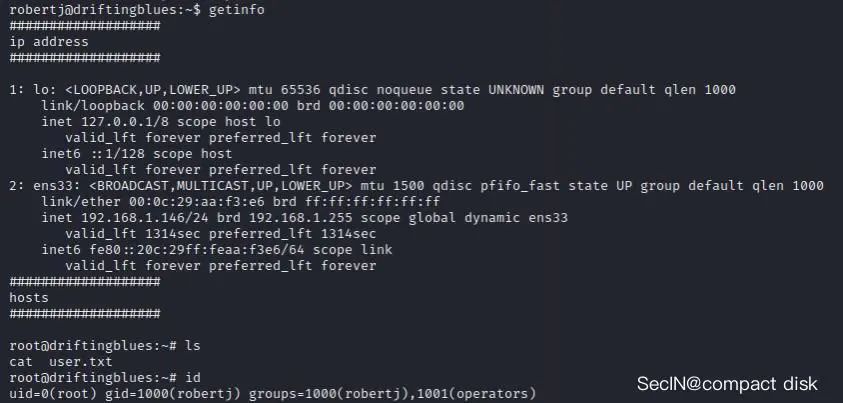 robertj@driftingblues:~$ getinfo
###################
ip address
###################
1: lo: <LOOPBACK,UP,LOWER_UP> mtu 65536 qdisc noqueue state UNKNOWN group default qlen 1000
link/loopback 00:00:00:00:00:00 brd 00:00:00:00:00:00
inet 127.0.0.1/8 scope host lo
valid_lft forever preferred_lft forever
inet6 ::1/128 scope host
valid_lft forever preferred_lft forever
2: ens33: <BROADCAST,MULTICAST,UP,LOWER_UP> mtu 1500 qdisc pfifo_fast state UP group default qlen 1000
link/ether 00:0c:29:aa:f3:e6 brd ff:ff:ff:ff:ff:ff
inet 192.168.1.146/24 brd 192.168.1.255 scope global dynamic ens33
valid_lft 1314sec preferred_lft 1314sec
inet6 fe80::20c:29ff:feaa:f3e6/64 scope link
valid_lft forever preferred_lft forever
###################
hosts
###################
root@driftingblues:~# ls
cat  user.txt
root@driftingblues:~# id
uid=0(root) gid=1000(robertj) groups=1000(robertj),1001(operators)
SecIN@compact disk